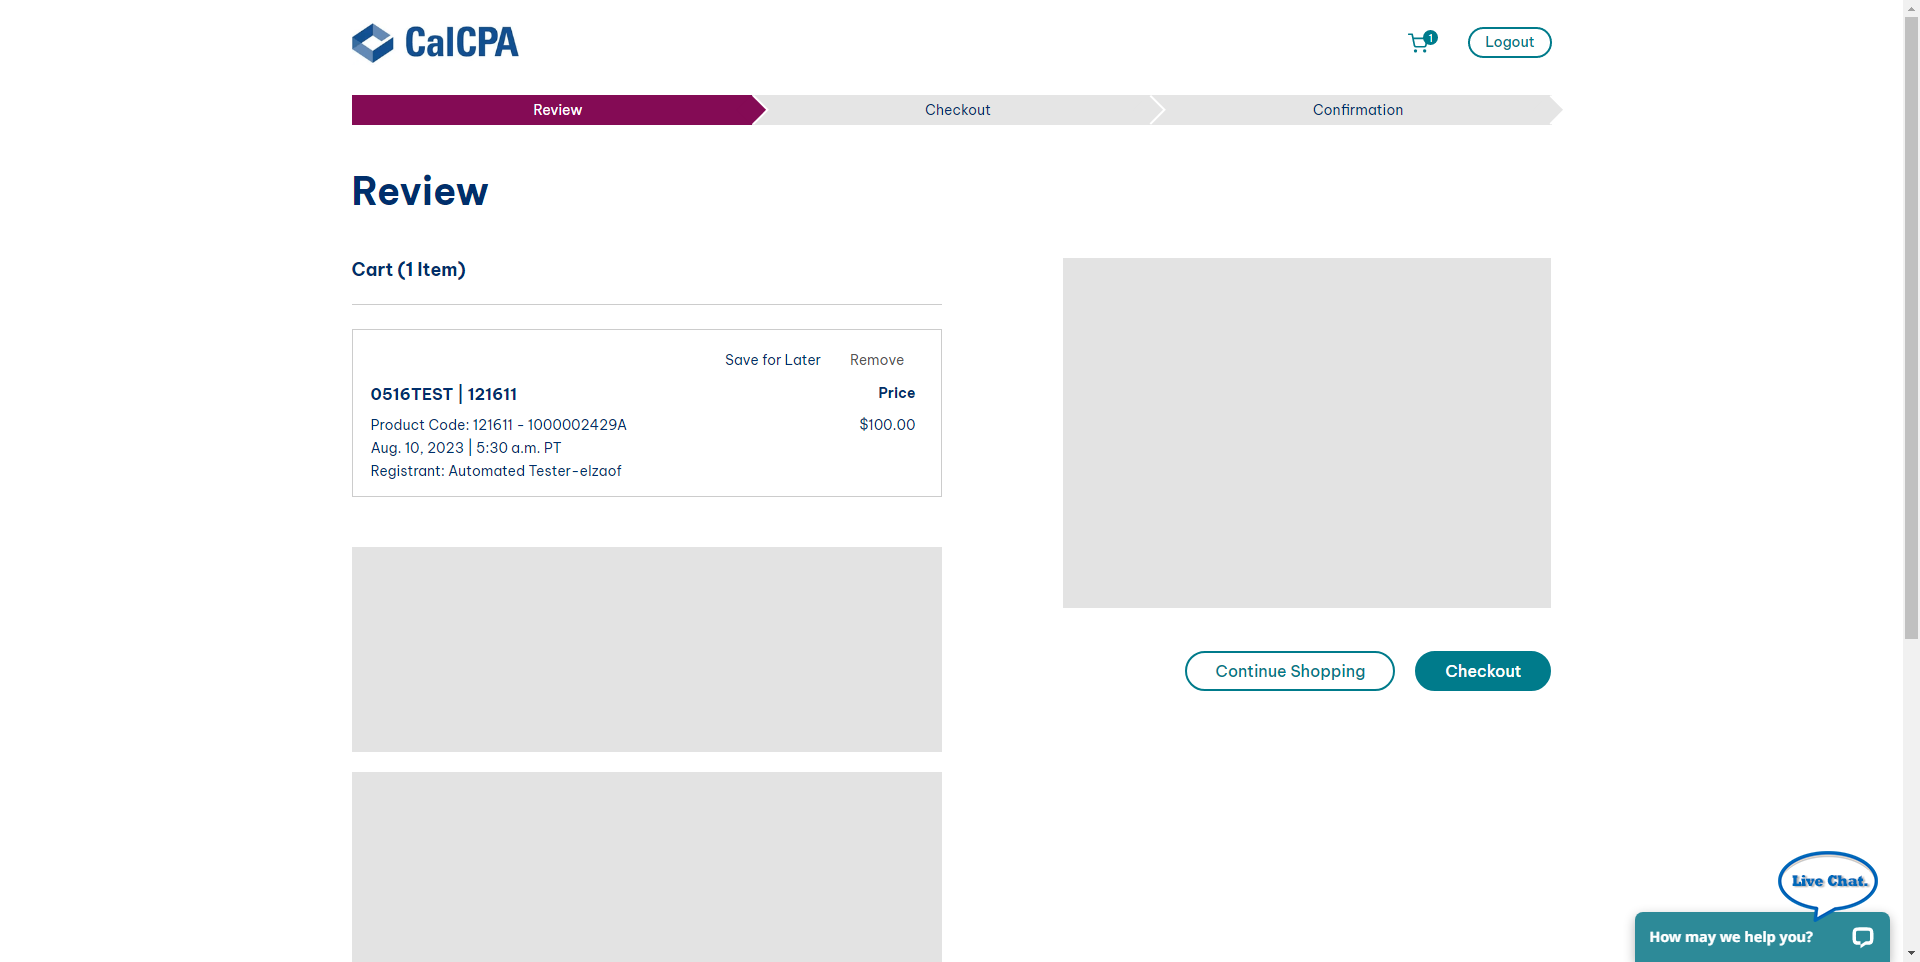 CalCPA
1
Logout
Review
Checkout
Confirmation
Review
Cart (1 Item)
Save for Later
Remove
0516TEST | 121611
Price
Product Code: 121611 - 1000002429A
$100.00
Aug. 10, 2023 | 5:30 a.m. PT
Registrant: Automated Tester-elzaof
Continue Shopping
Checkout
Live Chat.
How may we help you?